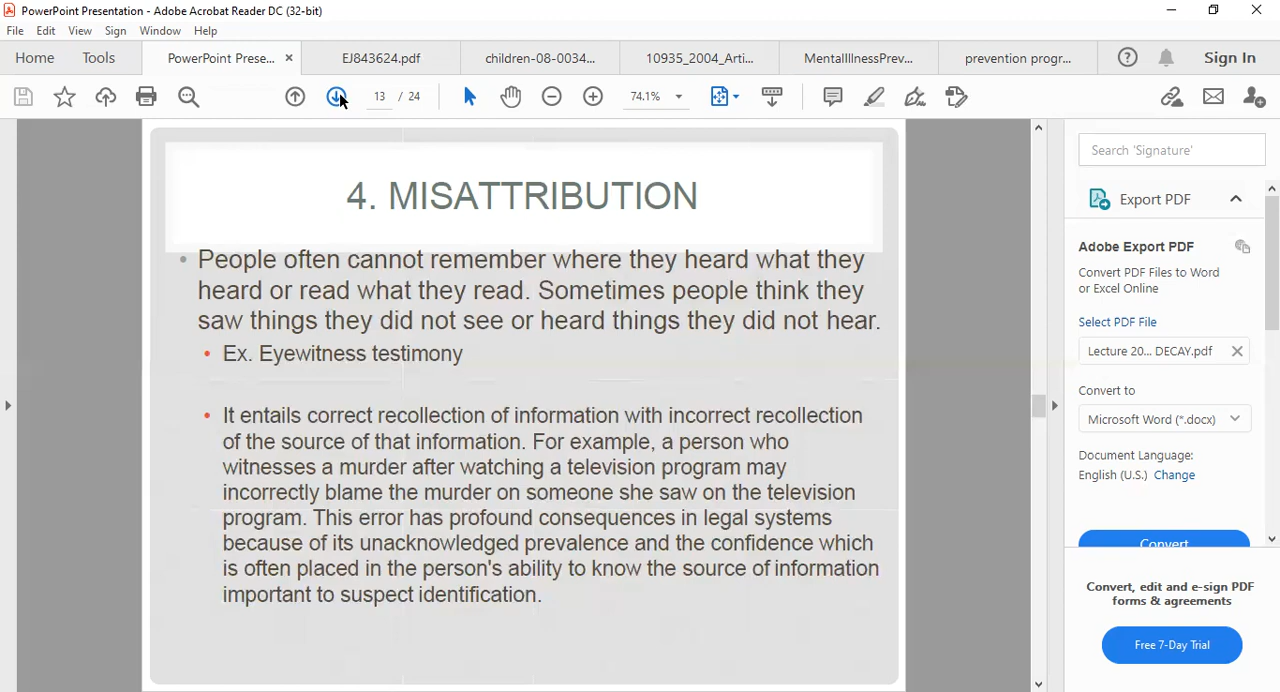 PowerPoint Presentation - Adobe Acrobat Reader DC (32-bit)
File Edit View Sign Window Help
Home Tools PowerPoint Prese... × EJ843624.pdf children-08-0034... 10935_2004_Arti... MentalIllnessPrev... prevention progr... Sign In
13 / 24 74.1%
4. MISATTRIBUTION
• People often cannot remember where they heard what they
heard or read what they read. Sometimes people think they
saw things they did not see or heard things they did not hear.
• Ex. Eyewitness testimony
• It entails correct recollection of information with incorrect recollection
of the source of that information. For example, a person who
witnesses a murder after watching a television program may
incorrectly blame the murder on someone she saw on the television
program. This error has profound consequences in legal systems
because of its unacknowledged prevalence and the confidence which
is often placed in the person's ability to know the source of information
important to suspect identification.
Search 'Signature'
Export PDF
Adobe Export PDF
Convert PDF Files to Word
or Excel Online
Select PDF File
Lecture 20... DECAY.pdf
Convert to
Microsoft Word (*.docx)
Document Language:
English (U.S.) Change
Convert
Convert, edit and e-sign PDF
forms & agreements
Free 7-Day Trial